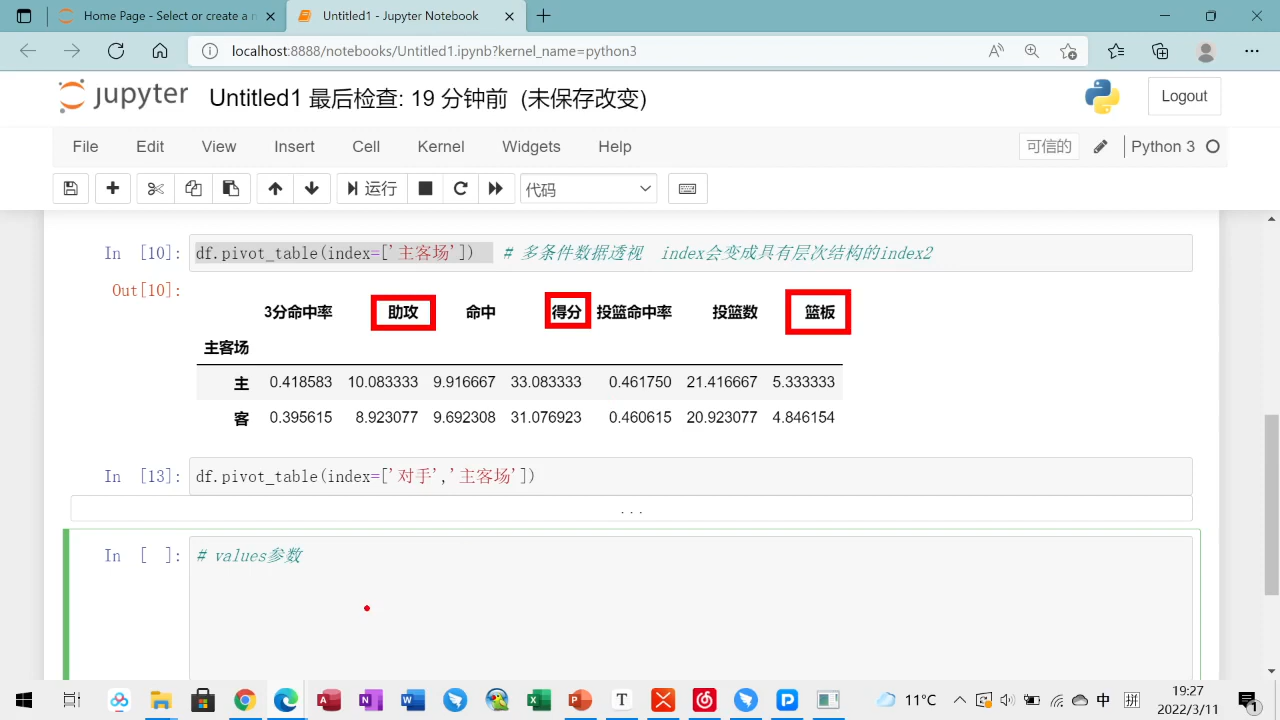 Create a n
Untitled1 - Jupyter Notebook
localhost:8888/notebooks/Untitled1.ipynb?kernel_name=python3
jupyter Untitled1 最后检查: 19 分钟前 (未保存改变)
Logout
File Edit View Insert Cell Kernel Widgets Help 可信的 Python 3
运行 代码
In [10]: df.pivot_table(index=['主客场']) # 多条件数据透视 index会变成具有层次结构的index2
Out[10]:
3分命中率 助攻 命中 得分 投篮命中率 投篮数 篮板
主客场
主 0.418583 10.083333 9.916667 33.083333 0.461750 21.416667 5.333333
客 0.395615 8.923077 9.692308 31.076923 0.460615 20.923077 4.846154
In [13]: df.pivot_table(index=['对手','主客场'])
...
In [ ]: # values参数
11°C 中 拼 19:27
2022/3/11
1